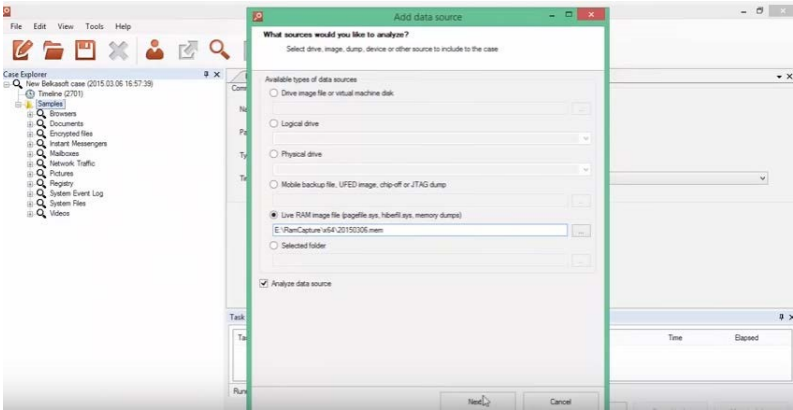 Add data source
File Edit View Tools Help
What sources would you like to analyze?
Select drive, image, dump, device or other source to include to the case
Case Explorer
New Belkasoft case (2015.03.06 16:57:39)
Timeline (2701)
Samples
Browsers
Documents
Encrypted files
Instant Messengers
Mailboxes
Network Traffic
Pictures
Registry
System Event Log
System Files
Videos
Available types of data sources
Drive image file or virtual machine disk
Logical drive
Physical drive
Mobile backup file, UFED image, chip-off or JTAG dump
Live RAM image file (pagefile.sys, hiberfil.sys, memory dumps)
E:\RamCapture\x64\20150306.mem
Selected folder
Analyze data source
Task
Time Elapsed
Next
Cancel